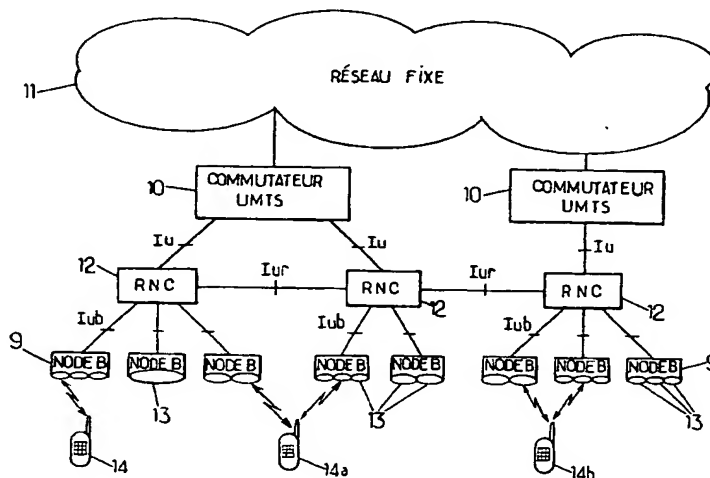 RÉSEAU FIXE
11
10
COMMUTATEUR
UMTS
10
COMMUTATEUR
UMTS
Iu
Iu
Iu
12
RNC
Iur
RNC
12
Iur
RNC
12
Iub
Iub
Iub
9
NODE B
NODE B
NODE B
NODE B
NODE B
NODE B
NODE B
NODE B
9
13
13
13
14
14a
14b